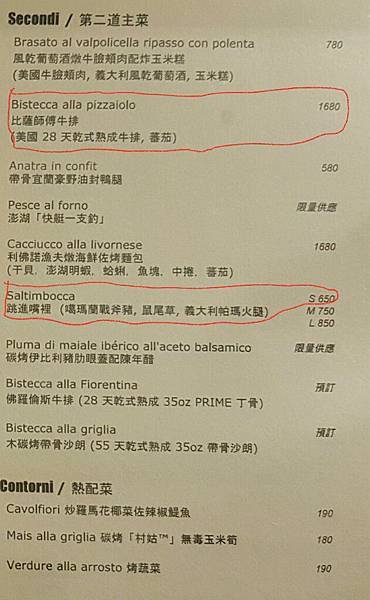 Secondi / 第二道主菜
Brasato al valpolicella ripasso con polenta 780
風乾葡萄酒燉牛臉頰肉配炸玉米糕
(美國牛臉頰肉, 義大利風乾葡萄酒, 玉米糕)
Bistecca alla pizzaiolo 1680
比薩師傅牛排
(美國 28 天乾式熟成牛排, 蕃茄)
Anatra in confit 580
帶骨宜蘭豪野油封鴨腿
Pesce al forno 限量供應
澎湖「快艇一支釣」
Cacciucco alla livornese 1680
利佛諾漁夫燉海鮮佐烤麵包
(干貝, 澎湖明蝦, 蛤蜊, 魚塊, 中捲, 蕃茄)
Saltimbocca S 650
跳進嘴裡 (噶瑪蘭戰斧豬, 鼠尾草, 義大利帕瑪火腿) M 750
L 850
Pluma di maiale ibérico all'aceto balsamico 限量供應
碳烤伊比利豬肋眼蓋配陳年醋
Bistecca alla Fiorentina 預訂
佛羅倫斯牛排 (28 天乾式熟成 35oz PRIME 丁骨)
Bistecca alla griglia 預訂
木碳烤帶骨沙朗 (55 天乾式熟成 35oz 帶骨沙朗)
Contorni / 熱配菜
Cavolfiori 炒羅馬花椰菜佐辣椒鯷魚 190
Mais alla griglia 碳烤「村姑™」無毒玉米筍 180
Verdure alla arrosto 烤蔬菜 190